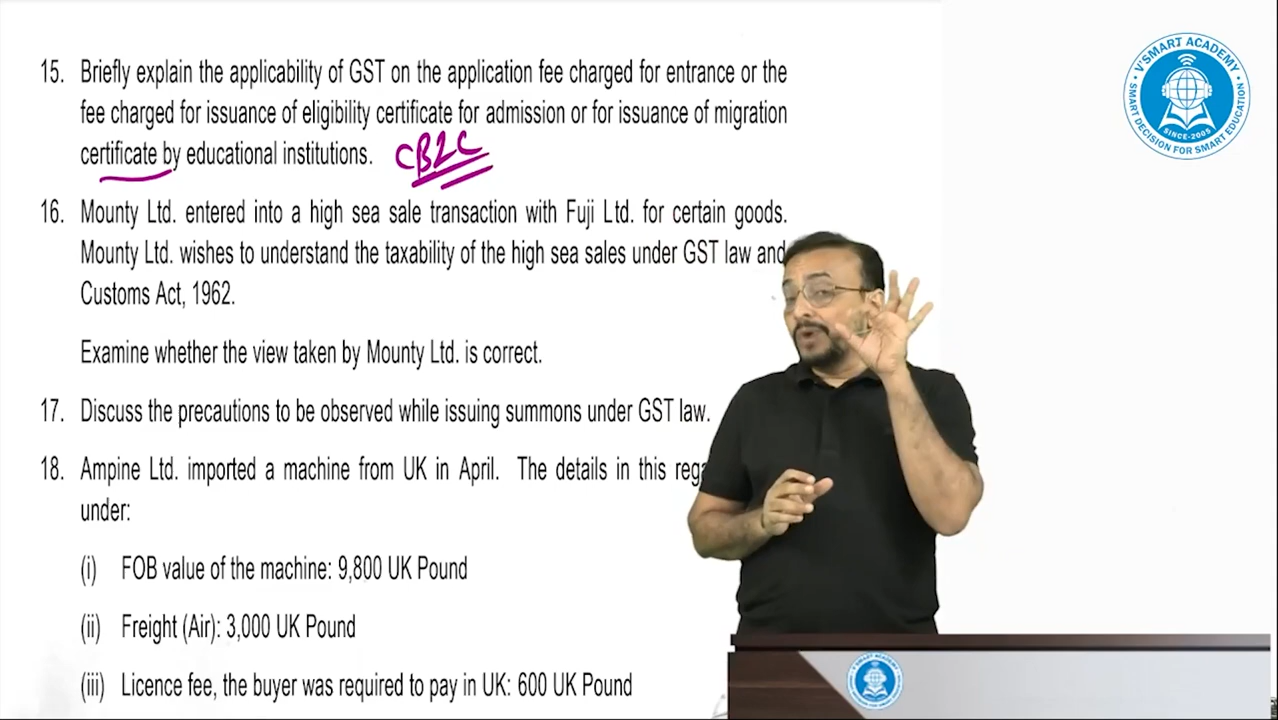 15. Briefly explain the applicability of GST on the application fee charged for entrance or the
fee charged for issuance of eligibility certificate for admission or for issuance of migration
certificate by educational institutions. CB2C
16. Mounty Ltd. entered into a high sea sale transaction with Fuji Ltd. for certain goods.
Mounty Ltd. wishes to understand the taxability of the high sea sales under GST law and
Customs Act, 1962.
Examine whether the view taken by Mounty Ltd. is correct.
17. Discuss the precautions to be observed while issuing summons under GST law.
18. Ampine Ltd. imported a machine from UK in April. The details in this
under:
(i) FOB value of the machine: 9,800 UK Pound
(ii) Freight (Air): 3,000 UK Pound
(iii) Licence fee, the buyer was required to pay in UK: 600 UK Pound
V'SMART ACADEMY
SINCE-2005
SMART DECISION FOR SMART EDUCATION
V'SMART ACADEMY